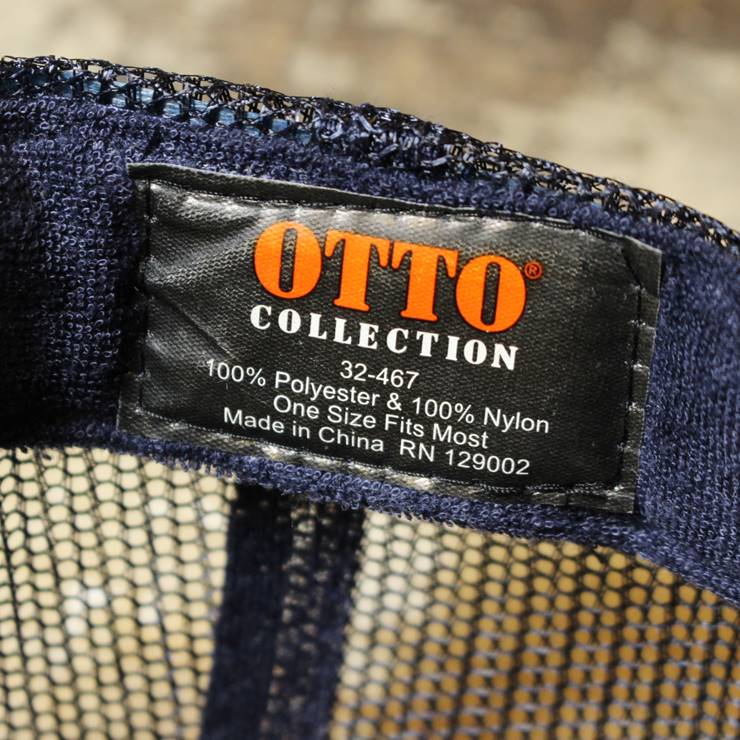 OTTO®
COLLECTION
32-467
100% Polyester & 100% Nylon
One Size Fits Most
Made in China RN 129002